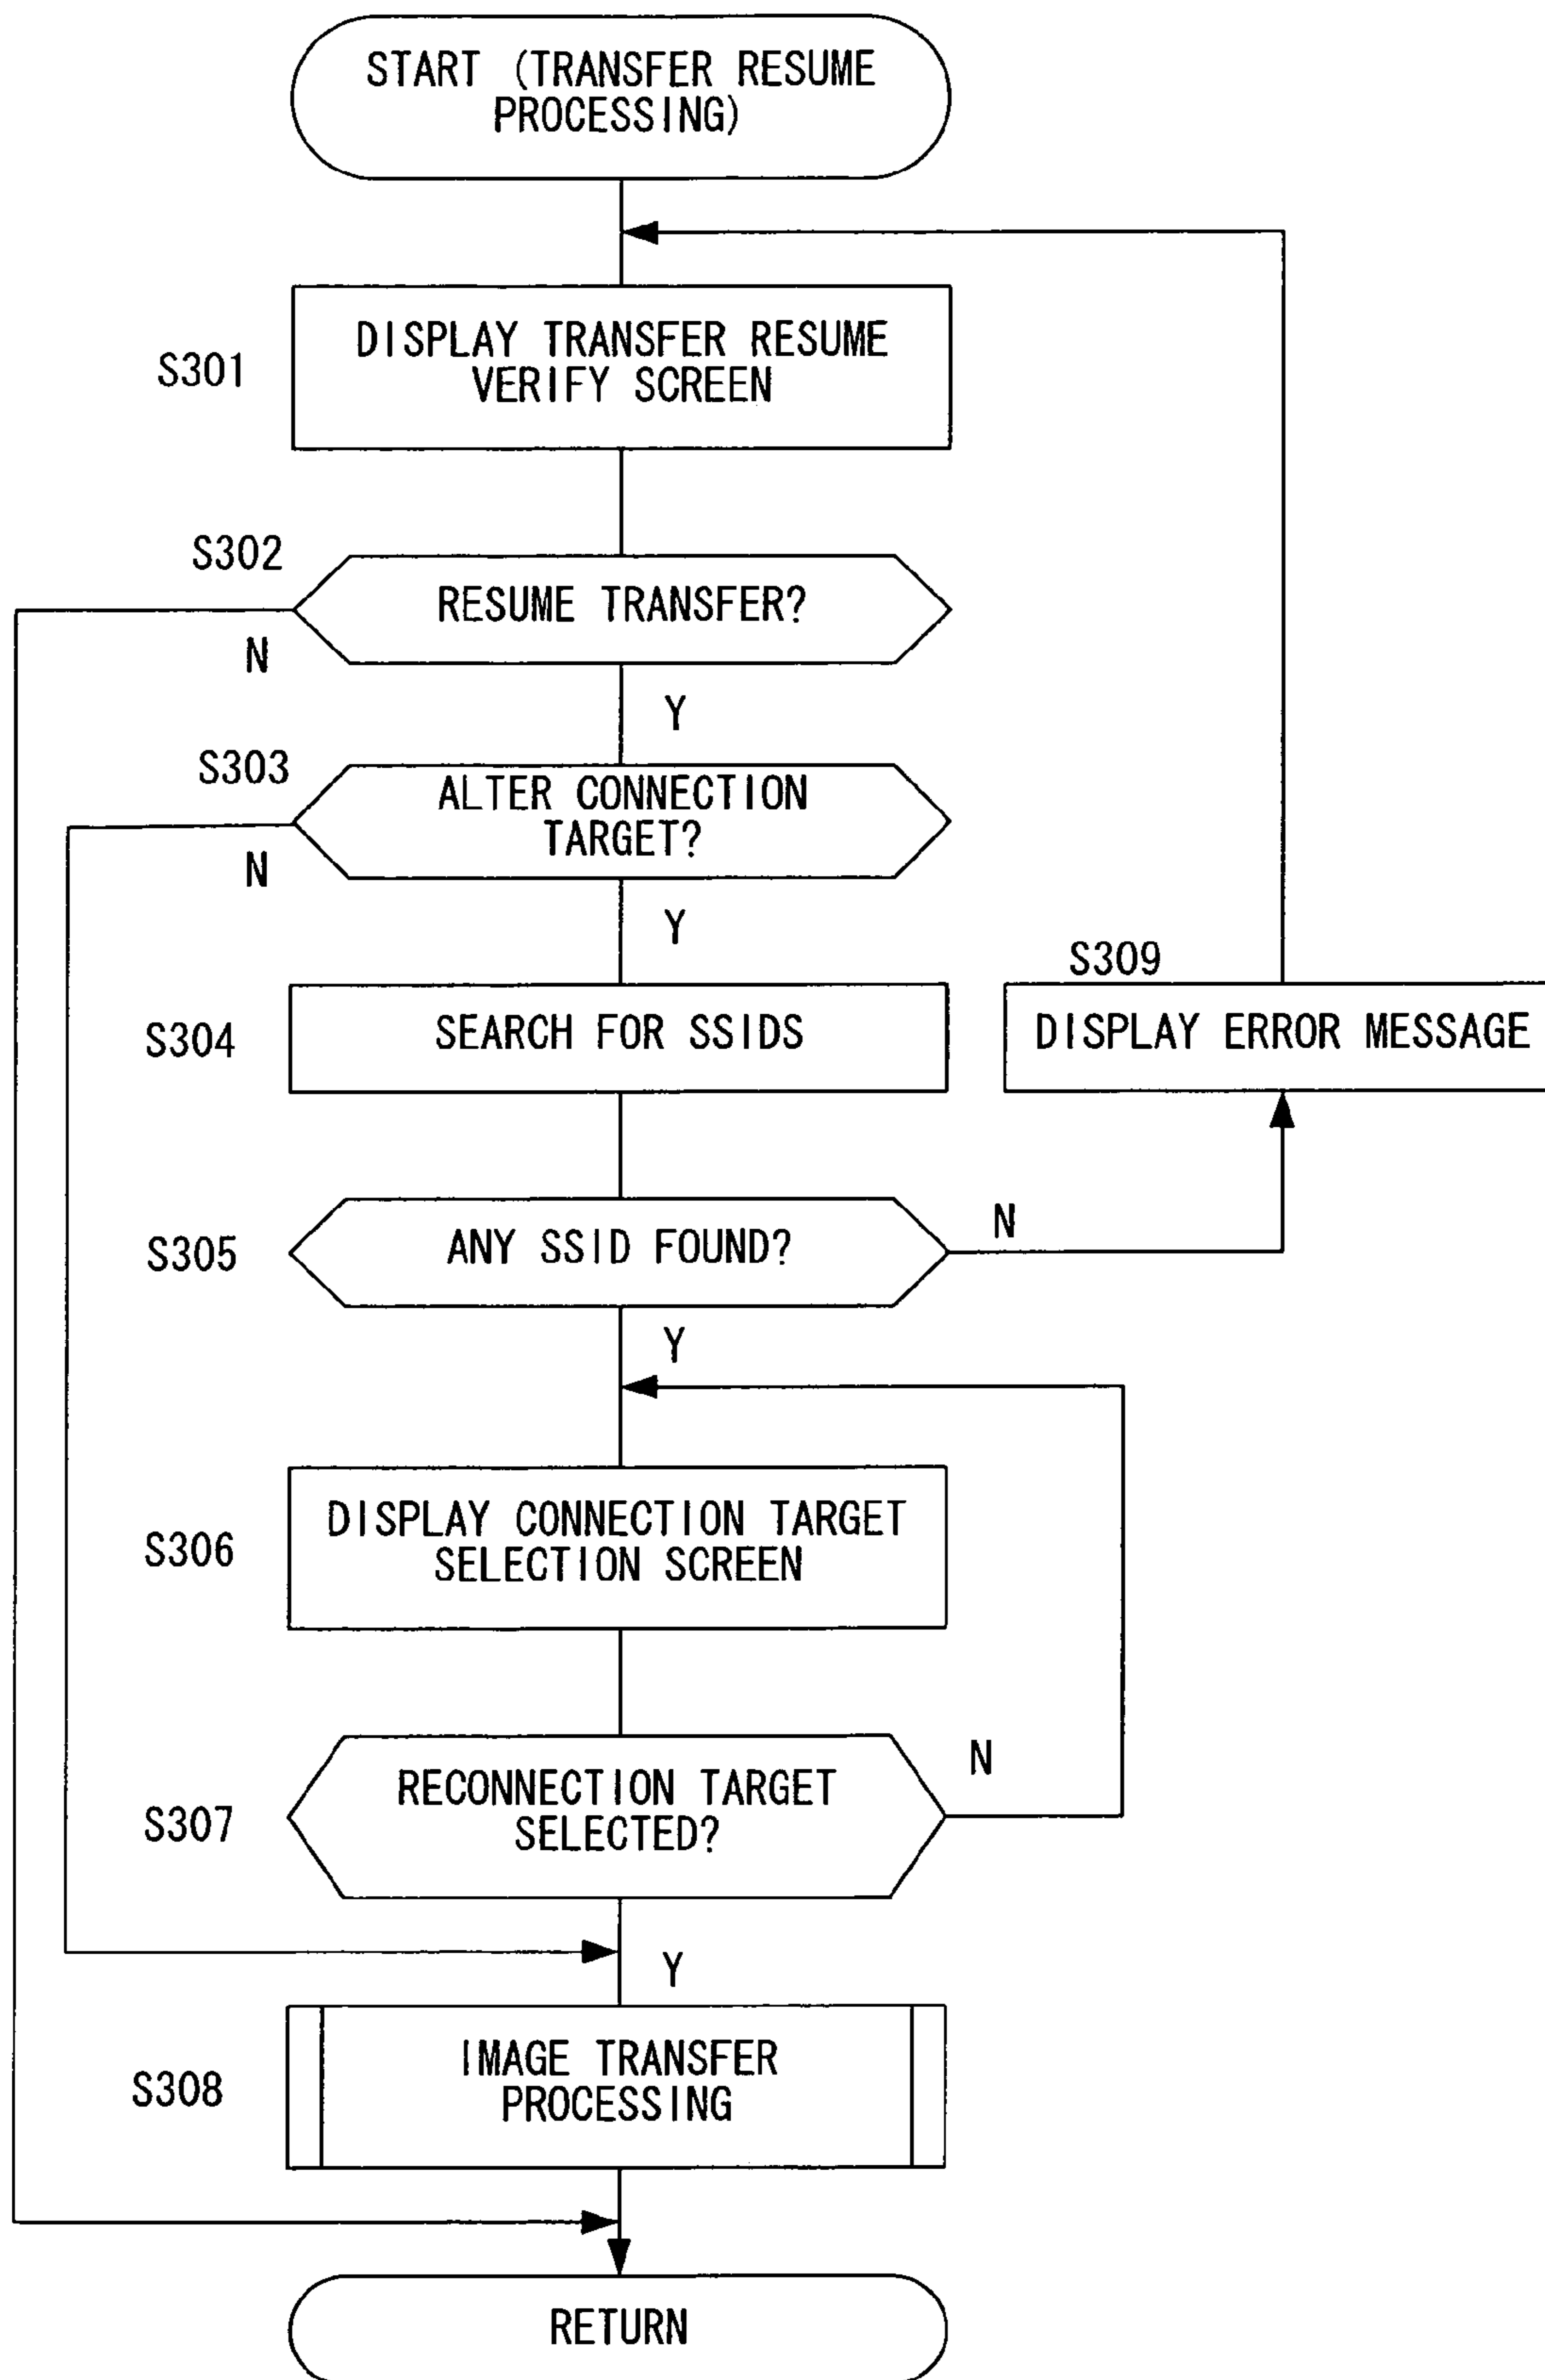 START (TRANSFER RESUME
PROCESSING)
S301
DISPLAY TRANSFER RESUME
VERIFY SCREEN
S302
RESUME TRANSFER?
N
Y
S303
ALTER CONNECTION
TARGET?
N
Y
S304
SEARCH FOR SSIDS
S309
DISPLAY ERROR MESSAGE
S305
ANY SSID FOUND?
N
Y
S306
DISPLAY CONNECTION TARGET
SELECTION SCREEN
S307
RECONNECTION TARGET
SELECTED?
N
Y
S308
IMAGE TRANSFER
PROCESSING
RETURN